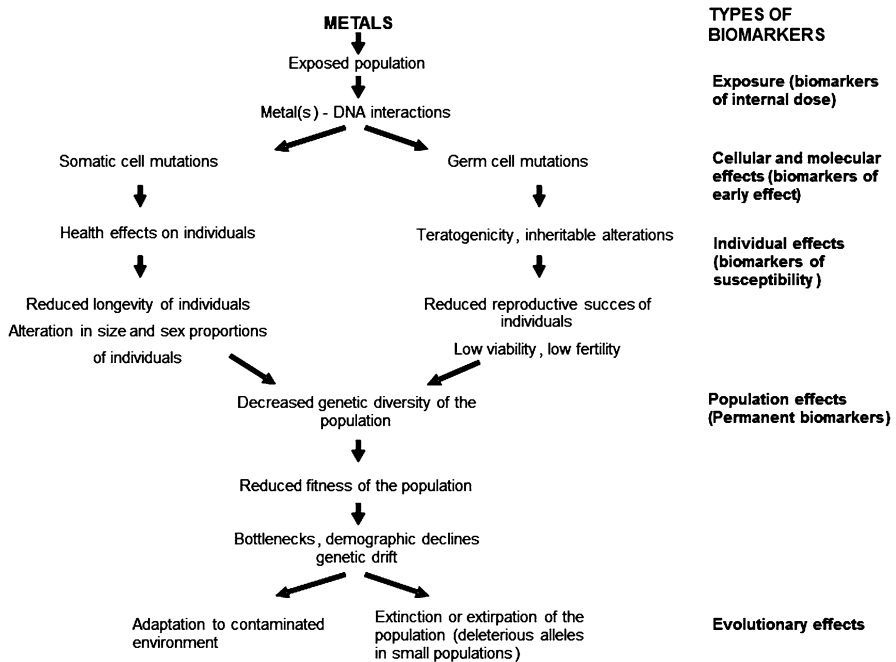 METALS
TYPES OF
BIOMARKERS
Exposed population
Exposure (biomarkers
of internal dose)
Metal(s) - DNA interactions
Somatic cell mutations
Germ cell mutations
Cellular and molecular
effects (biomarkers of
early effect)
Health effects on individuals
Teratogenicity, inheritable alterations
Individual effects
(biomarkers of
susceptibility)
Reduced longevity of individuals
Alteration in size and sex proportions
of individuals
Reduced reproductive succes of
individuals
Low viability, low fertility
Decreased genetic diversity of the
population
Population effects
(Permanent biomarkers)
Reduced fitness of the population
Bottlenecks, demographic declines
genetic drift
Adaptation to contaminated
environment
Extinction or extirpation of the
population (deleterious alleles
in small populations)
Evolutionary effects